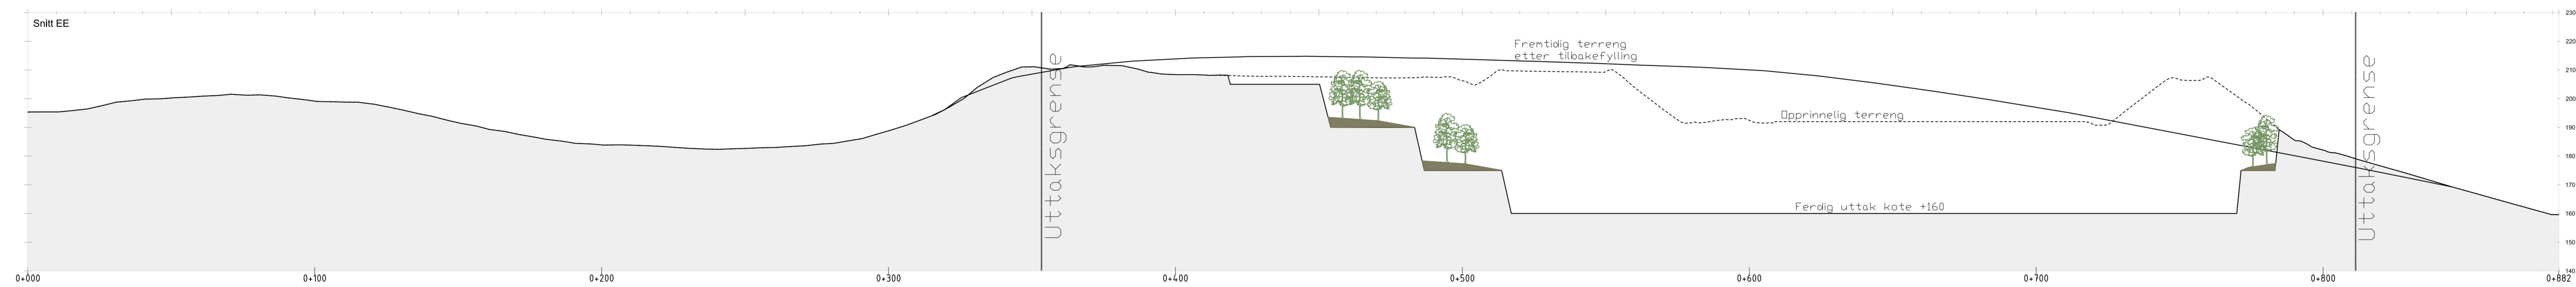 Snitt EE
230
220
210
200
190
180
170
160
150
140
Uttaksgrense
Fremtidig terreng
etter tilbakefylling
Opprinnelig terreng
Ferdig uttak kote +160
Uttaksgrense
0+000
0+100
0+200
0+300
0+400
0+500
0+600
0+700
0+800
0+882